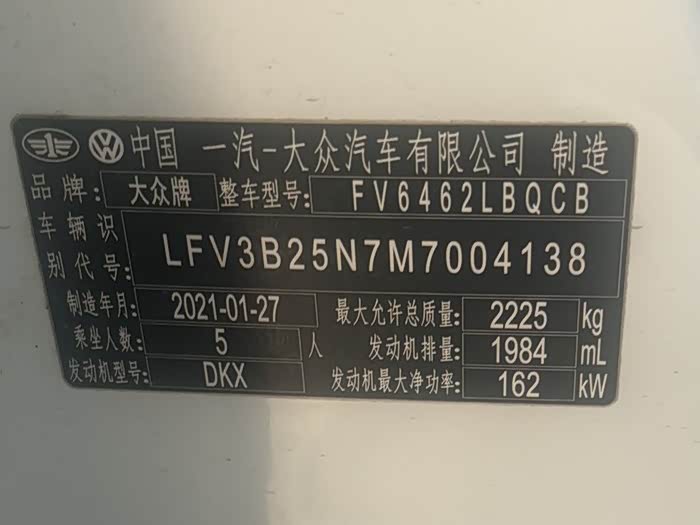 中国 一汽-大众汽车有限公司 制造
品牌: 大众牌 整车型号: FV6462LBQCB
车辆识别代号: LFV3B25N7M7004138
制造年月: 2021-01-27 最大允许总质量: 2225 kg
乘坐人数: 5 人 发动机排量: 1984 mL
发动机型号: DKX 发动机最大净功率: 162 kW